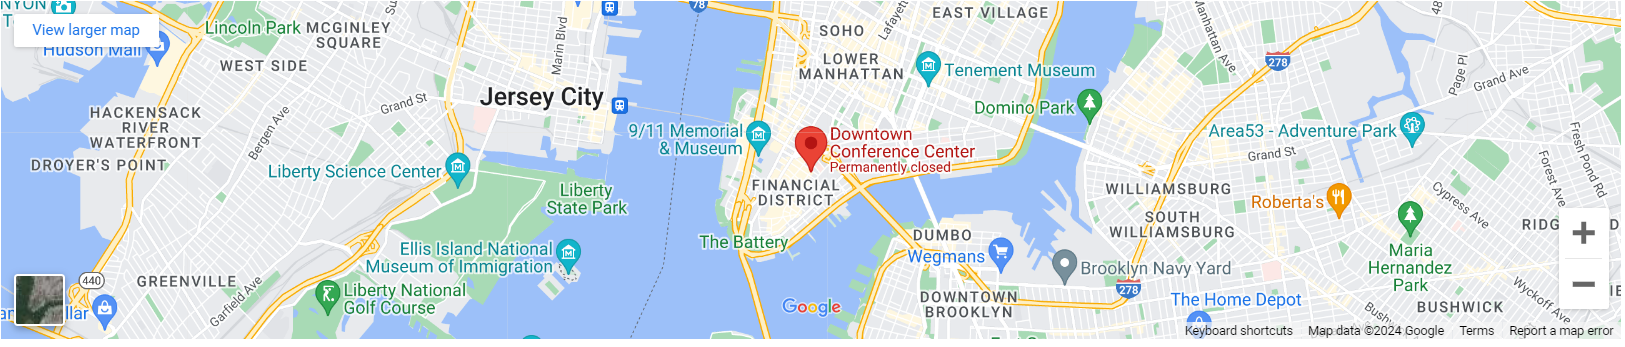 NYON
View larger map
Hudson Mall
Lincoln Park
MCGINLEY
SQUARE
WEST SIDE
Marin Blvd
Grand St
Jersey City
HACKENSACK
RIVER
WATERFRONT
Bergen Ave
DROYER'S POINT
Liberty Science Center
Liberty
State Park
Ellis Island National
Museum of Immigration
GREENVILLE
440
Garfield Ave
Liberty National
Golf Course
78
SOHO
Lafayet
EAST VILLAGE
LOWER
MANHATTAN
Tenement Museum
9/11 Memorial
& Museum
Downtown
Conference Center
Permanently closed
FINANCIAL
DISTRICT
The Battery
Google
Domino Park
Manhattan Ave
278
48
Page Pl
Grand Ave
Area53 - Adventure Park
Grand St
Fresh Pond Rd
Forest Ave
WILLIAMSBURG
Roberta's
Cypress Ave
SOUTH
WILLIAMSBURG
RIDG
DUMBO
Wegmans
Brooklyn Navy Yard
Maria
Hernandez
Park
278
DOWNTOWN
BROOKLYN
The Home Depot
BUSHWICK
Wyckoff Ave
Keyboard shortcuts
Map data ©2024 Google
Terms
Report a map error